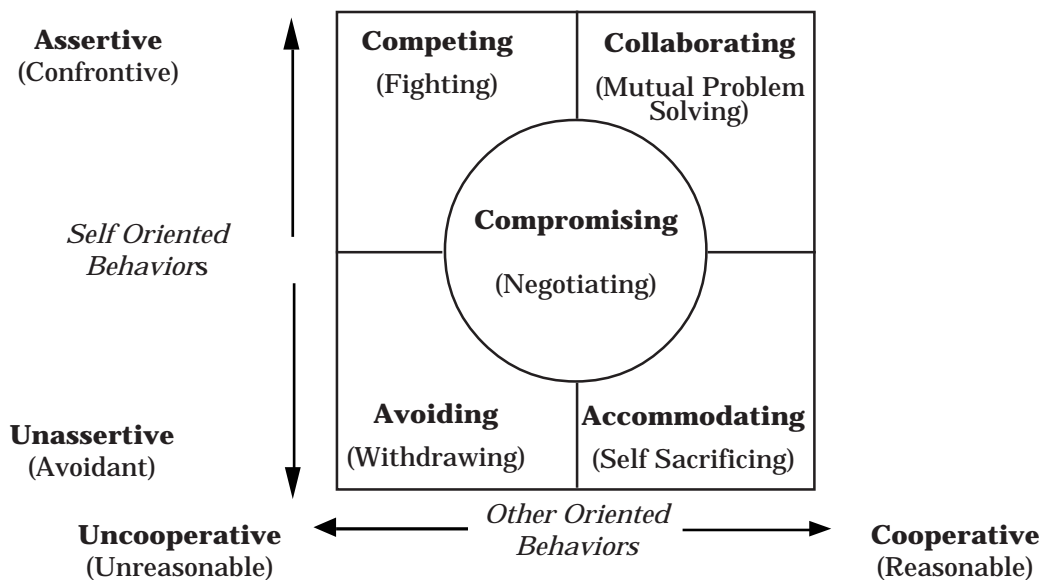 Assertive
(Confrontive)
Competing
(Fighting)
Collaborating
(Mutual Problem
Solving)
Self Oriented
Behaviors
Compromising
(Negotiating)
Unassertive
(Avoidant)
Avoiding
(Withdrawing)
Accommodating
(Self Sacrificing)
Uncooperative
(Unreasonable)
Other Oriented
Behaviors
Cooperative
(Reasonable)